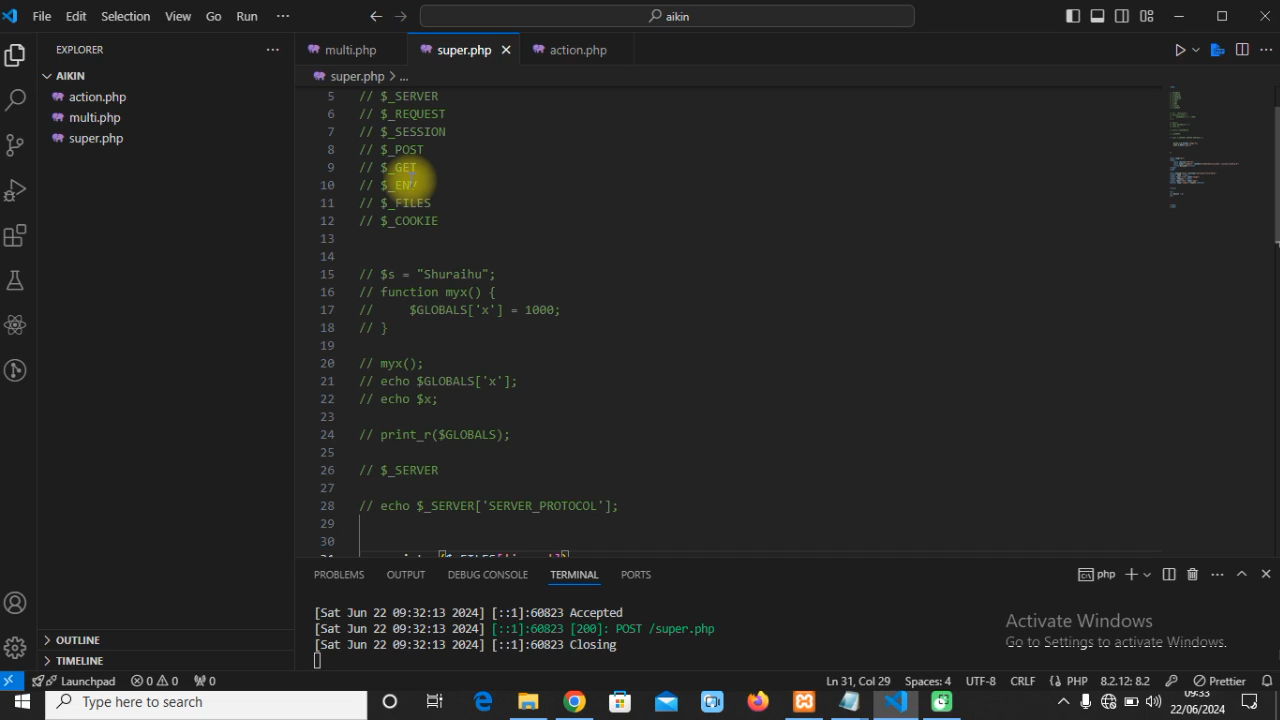 File Edit Selection View Go Run ··· aikin
EXPLORER ···
multi.php super.php action.php
AIKIN
super.php > ...
action.php
multi.php
super.php
5 // $_SERVER
6 // $_REQUEST
7 // $_SESSION
8 // $_POST
9 // $_GET
10 // $_ENV
11 // $_FILES
12 // $_COOKIE
13
14
15 // $s = "Shuraihu";
16 // function myx() {
17 //     $GLOBALS['x'] = 1000;
18 // }
19
20 // myx();
21 // echo $GLOBALS['x'];
22 // echo $x;
23
24 // print_r($GLOBALS);
25
26 // $_SERVER
27
28 // echo $_SERVER['SERVER_PROTOCOL'];
29
30
PROBLEMS OUTPUT DEBUG CONSOLE TERMINAL PORTS php
[Sat Jun 22 09:32:13 2024] [::1]:60823 Accepted
[Sat Jun 22 09:32:13 2024] [::1]:60823 [200]: POST /super.php
[Sat Jun 22 09:32:13 2024] [::1]:60823 Closing
Activate Windows
Go to Settings to activate Windows.
OUTLINE
TIMELINE
Launchpad 0 0 0 Ln 31, Col 29 Spaces: 4 UTF-8 CRLF PHP 8.2.12: 8.2 Prettier
Type here to search
09:33
22/06/2024